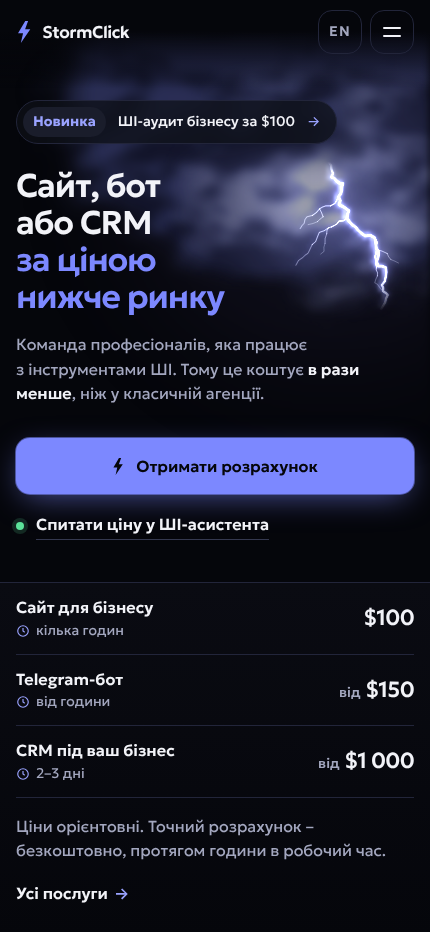 StormClick
EN
Новинка ШІ-аудит бізнесу за $100 →
Сайт, бот
або CRM
за ціною
нижче ринку
Команда професіоналів, яка працює
з інструментами ШІ. Тому це коштує в рази
менше, ніж у класичній агенції.
Отримати розрахунок
Спитати ціну у ШІ-асистента
Сайт для бізнесу
кілька годин
$100
Telegram-бот
від години
від $150
CRM під ваш бізнес
2–3 дні
від $1 000
Ціни орієнтовні. Точний розрахунок –
безкоштовно, протягом години в робочий час.
Усі послуги →